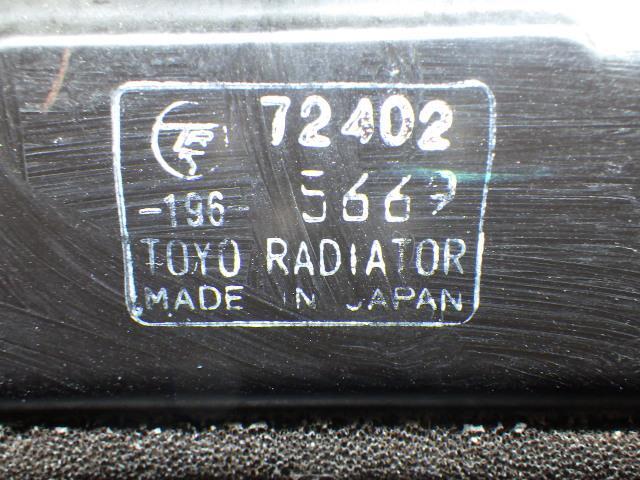 72402
-196-
TOYO RADIATOR
MADE IN JAPAN